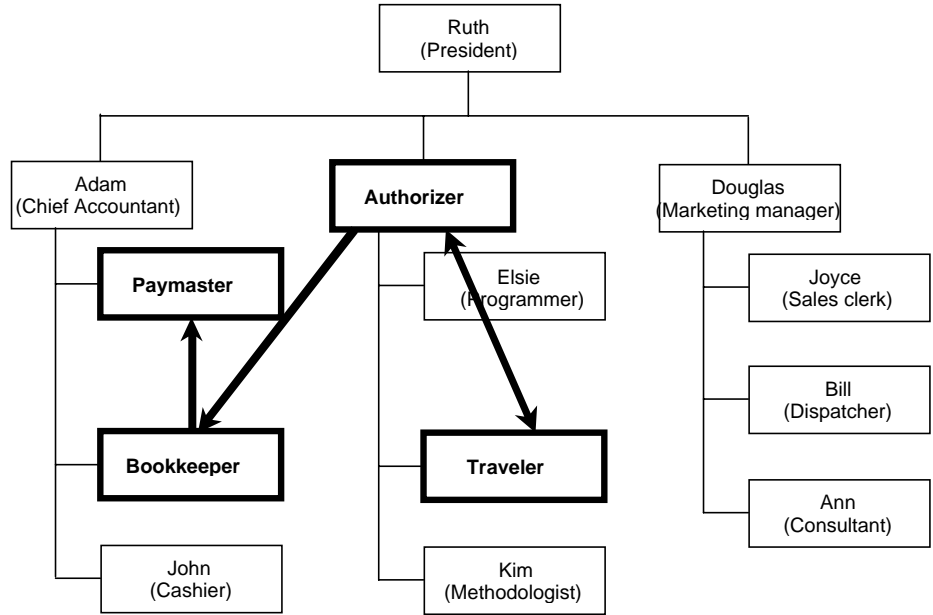 Ruth
(President)
Adam
(Chief Accountant)
Authorizer
Douglas
(Marketing manager)
Paymaster
Elsie
(Programmer)
Joyce
(Sales clerk)
Bookkeeper
Traveler
Bill
(Dispatcher)
Ann
(Consultant)
John
(Cashier)
Kim
(Methodologist)